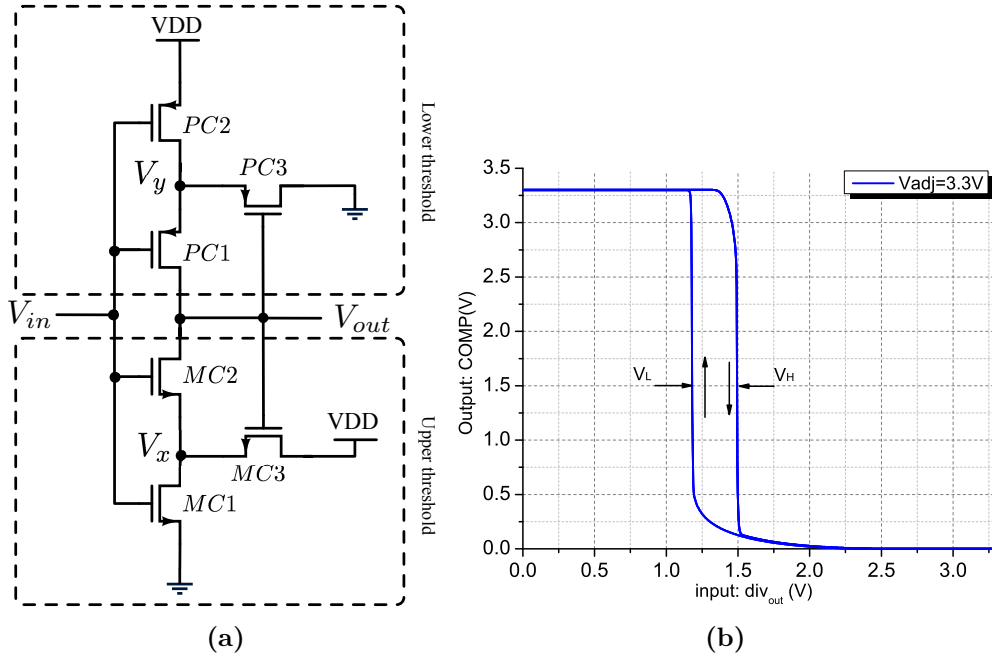 VDD
PC2
V_y
PC3
PC1
Lower threshold
V_in
V_out
MC2
VDD
V_x
MC3
MC1
Upper threshold
(a)
3.5
3.0
2.5
2.0
1.5
1.0
0.5
0.0
Output: COMP(V)
Vadj=3.3V
V_L
V_H
0.0 0.5 1.0 1.5 2.0 2.5 3.0
input: div_out (V)
(b)